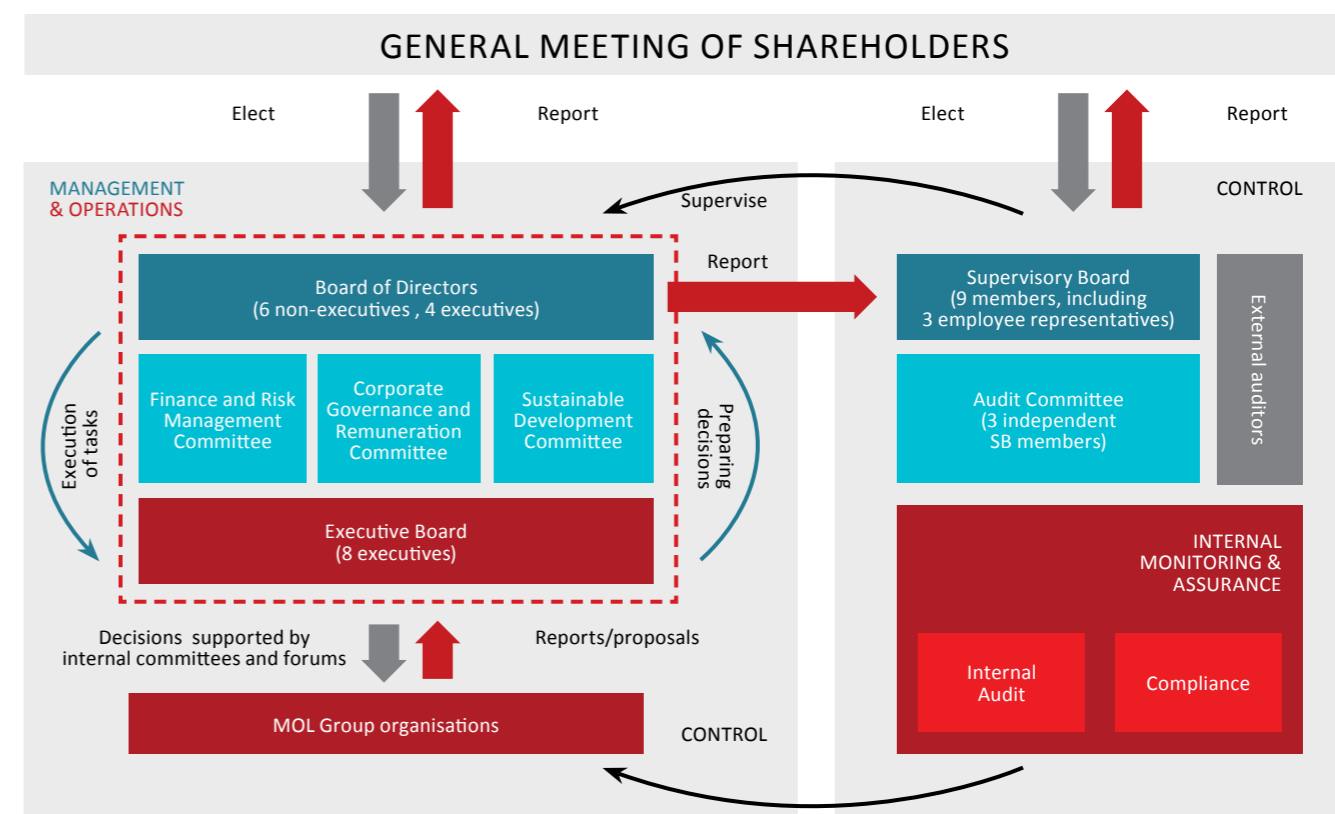 GENERAL MEETING OF SHAREHOLDERS
Elect
Report
Elect
Report
MANAGEMENT
& OPERATIONS
Supervise
CONTROL
Report
Board of Directors
(6 non-executives , 4 executives)
Supervisory Board
(9 members, including
3 employee representatives)
External auditors
Execution
of tasks
Finance and Risk
Management
Committee
Corporate
Governance and
Remuneration
Committee
Sustainable
Development
Committee
Preparing
decisions
Audit Committee
(3 independent
SB members)
Executive Board
(8 executives)
INTERNAL
MONITORING &
ASSURANCE
Decisions supported by
internal committees and forums
Reports/proposals
Internal
Audit
Compliance
MOL Group organisations
CONTROL